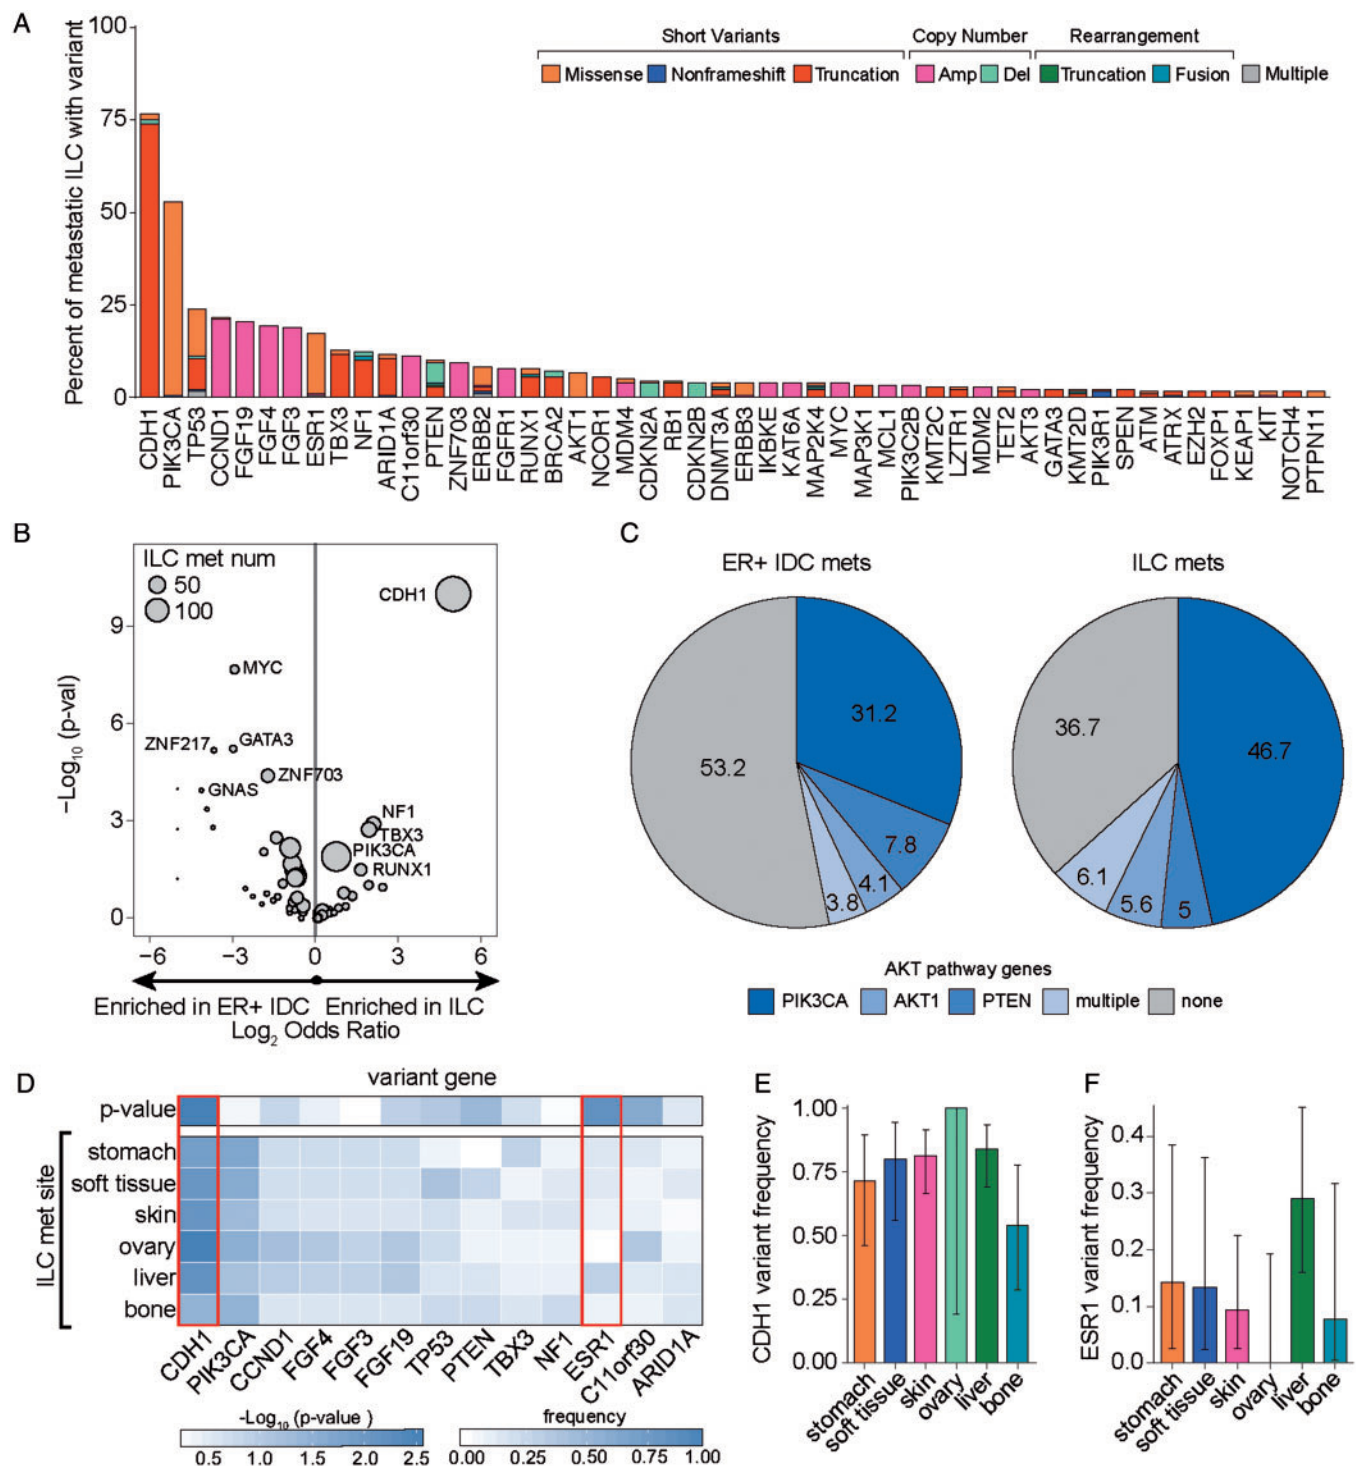 A
Percent of metastatic ILC with variant
100
75
50
25
0
Short Variants
Copy Number
Rearrangement
Missense
Nonframeshift
Truncation
Amp
Del
Truncation
Fusion
Multiple
CDH1
PIK3CA
TP53
CCND1
FGF19
FGF4
FGF3
ESR1
TBX3
NF1
ARID1A
C11orf30
PTEN
ZNF703
ERBB2
FGFR1
RUNX1
BRCA2
AKT1
NCOR1
MDM4
CDKN2A
RB1
CDKN2B
DNMT3A
ERBB3
IKBKE
KAT6A
MAP2K4
MYC
MAP3K1
MCL1
PIK3C2B
KMT2C
LZTR1
MDM2
TET2
AKT3
GATA3
KMT2D
PIK3R1
SPEN
ATM
ATRX
EZH2
FOXP1
KEAP1
KIT
NOTCH4
PTPN11
B
−Log10 (p-val)
9
6
3
0
ILC met num
50
100
CDH1
MYC
ZNF217
GATA3
ZNF703
GNAS
NF1
TBX3
PIK3CA
RUNX1
−6
−3
0
3
6
Enriched in ER+ IDC
Enriched in ILC
Log2 Odds Ratio
C
ER+ IDC mets
31.2
7.8
4.1
3.8
53.2
ILC mets
46.7
5
5.6
6.1
36.7
AKT pathway genes
PIK3CA
AKT1
PTEN
multiple
none
D
variant gene
p-value
ILC met site
stomach
soft tissue
skin
ovary
liver
bone
CDH1
PIK3CA
CCND1
FGF4
FGF3
FGF19
TP53
PTEN
TBX3
NF1
ESR1
C11orf30
ARID1A
-Log10 (p-value )
0.5
1.0
1.5
2.0
2.5
frequency
0.00
0.25
0.50
0.75
1.00
E
CDH1 variant frequency
1.00
0.75
0.50
0.25
0.00
stomach
soft tissue
skin
ovary
liver
bone
F
ESR1 variant frequency
0.4
0.3
0.2
0.1
0.0
stomach
soft tissue
skin
ovary
liver
bone